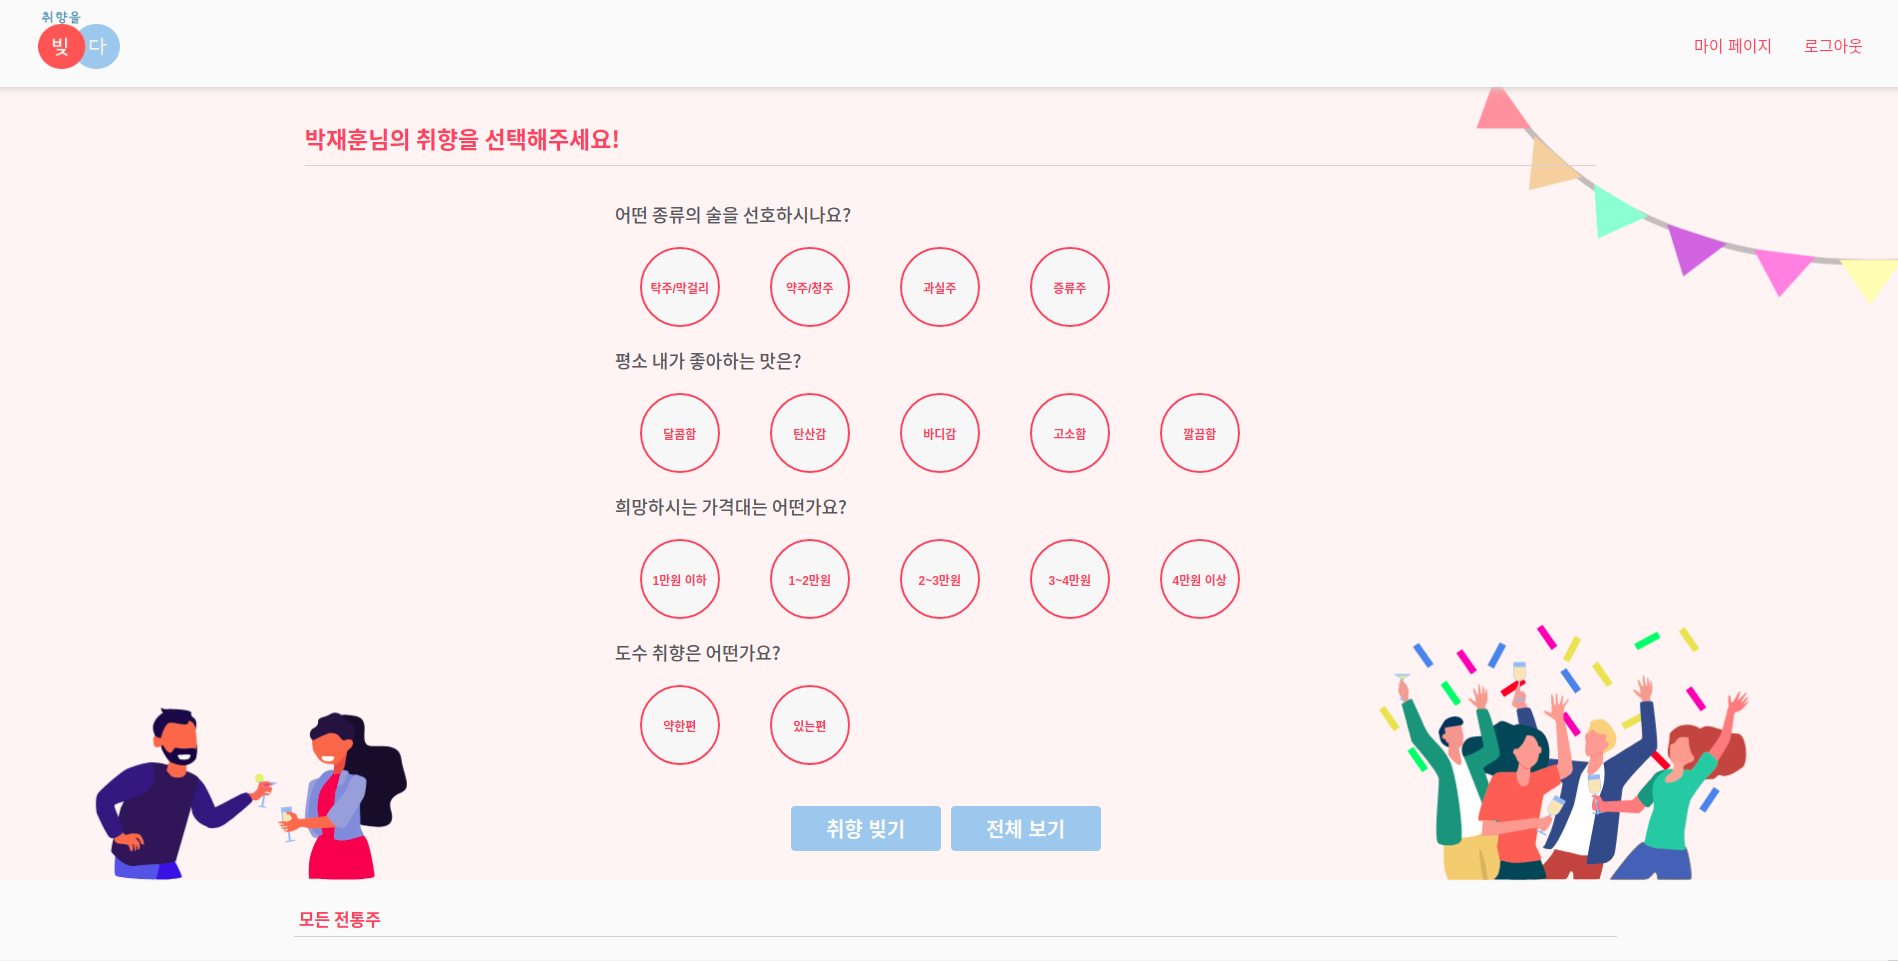 취향을
빚 다
마이 페이지 로그아웃
박재훈님의 취향을 선택해주세요!
어떤 종류의 술을 선호하시나요?
탁주/막걸리 약주/청주 과실주 증류주
평소 내가 좋아하는 맛은?
달콤함 탄산감 바디감 고소함 깔끔함
희망하시는 가격대는 어떤가요?
1만원 이하 1~2만원 2~3만원 3~4만원 4만원 이상
도수 취향은 어떤가요?
약한편 있는편
취향 빚기 전체 보기
모든 전통주